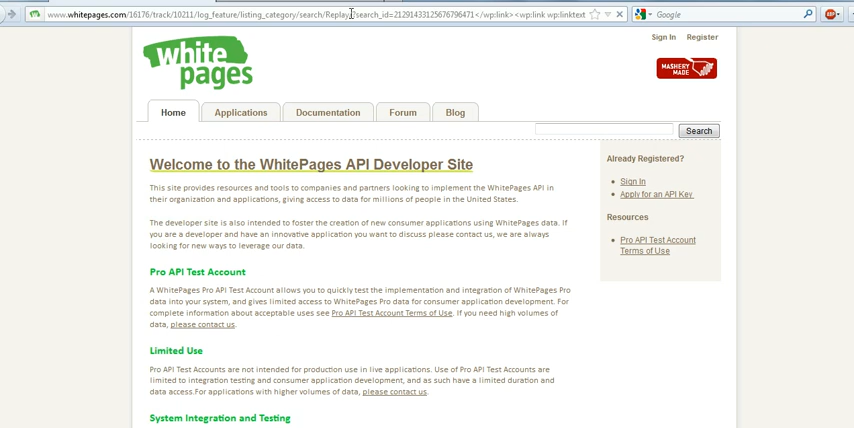 www.whitepages.com/16176/track/10211/log_feature/listing_category/search/Replay?search_id=21291433125676796471</wp:link><wp:link wp:linktext
Google
ABP
Sign In Register
white pages
MASHERY MADE
Home Applications Documentation Forum Blog
Search
Welcome to the WhitePages API Developer Site
This site provides resources and tools to companies and partners looking to implement the WhitePages API in
their organization and applications, giving access to data for millions of people in the United States.
The developer site is also intended to foster the creation of new consumer applications using WhitePages data. If
you are a developer and have an innovative application you want to discuss please contact us, we are always
looking for new ways to leverage our data.
Pro API Test Account
A WhitePages Pro API Test Account allows you to quickly test the implementation and integration of WhitePages Pro
data into your system, and gives limited access to WhitePages Pro data for consumer application development. For
complete information about acceptable uses see Pro API Test Account Terms of Use. If you need high volumes of
data, please contact us.
Limited Use
Pro API Test Accounts are not intended for production use in live applications. Use of Pro API Test Accounts are
limited to integration testing and consumer application development, and as such have a limited duration and
data access.For applications with higher volumes of data, please contact us.
System Integration and Testing
Already Registered?
Sign In
Apply for an API Key
Resources
Pro API Test Account
Terms of Use